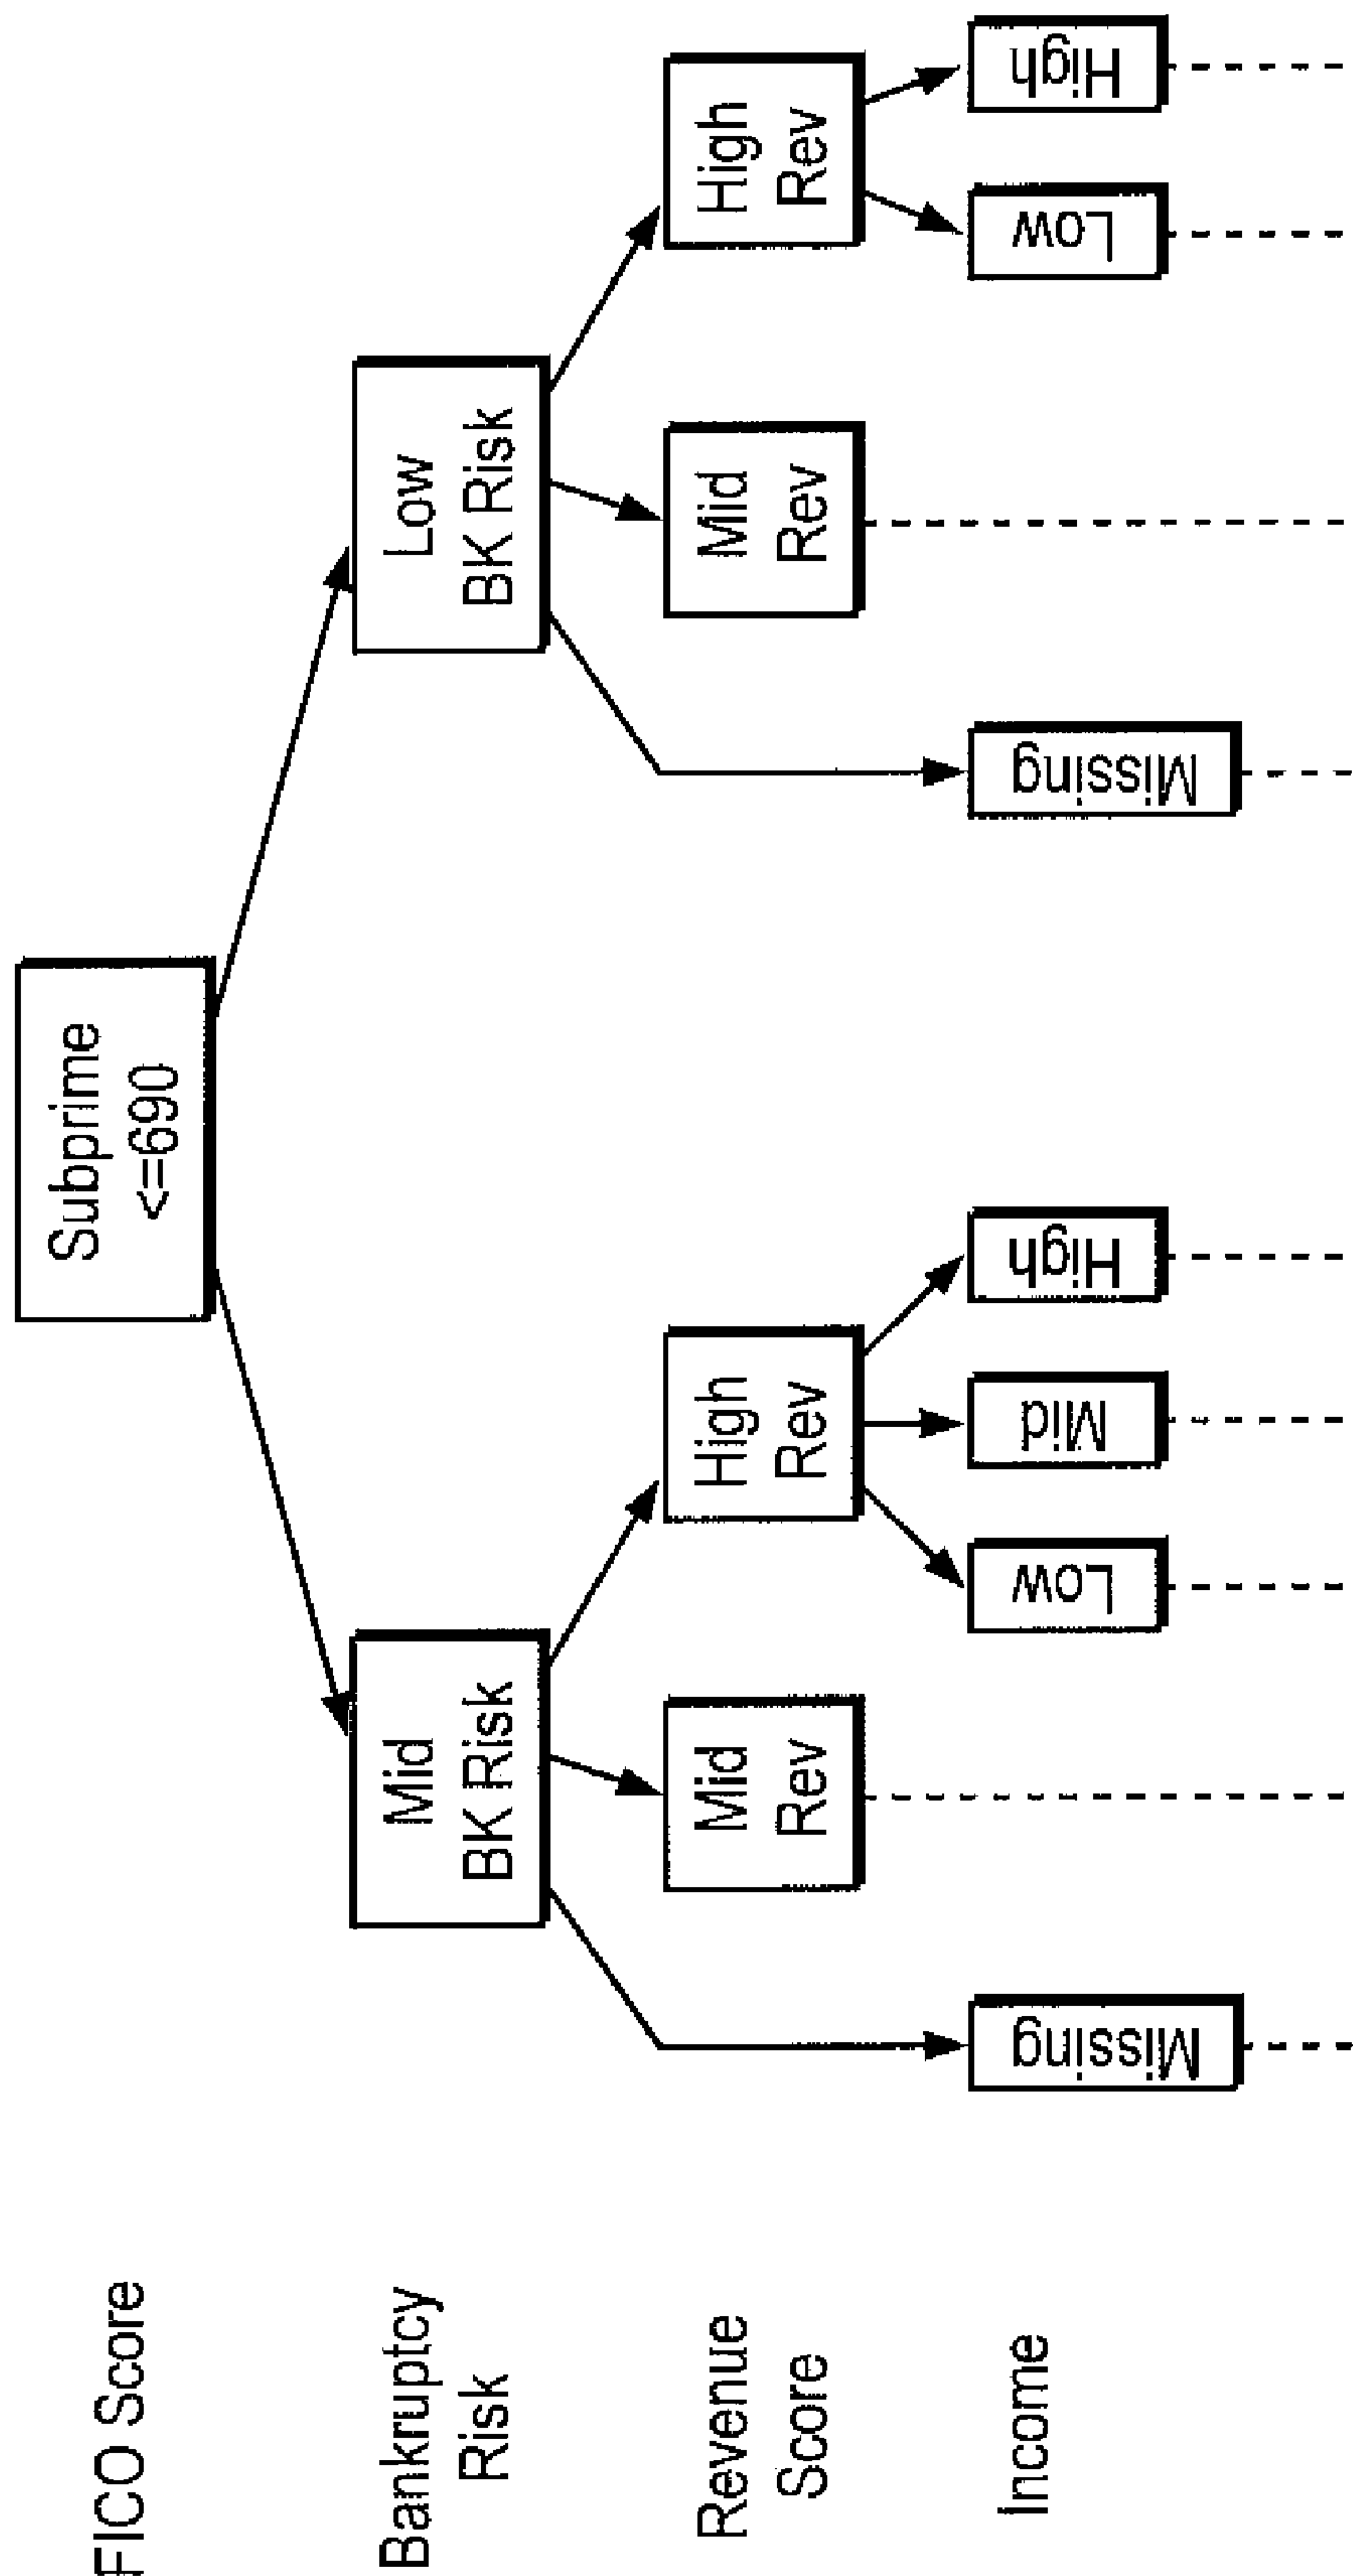 FICO Score
Subprime
<=690
Bankruptcy
Risk
Mid
BK Risk
Low
BK Risk
Revenue
Score
Mid
Rev
High
Rev
Mid
Rev
High
Rev
Income
Missing
Low
Mid
High
Missing
Low
High